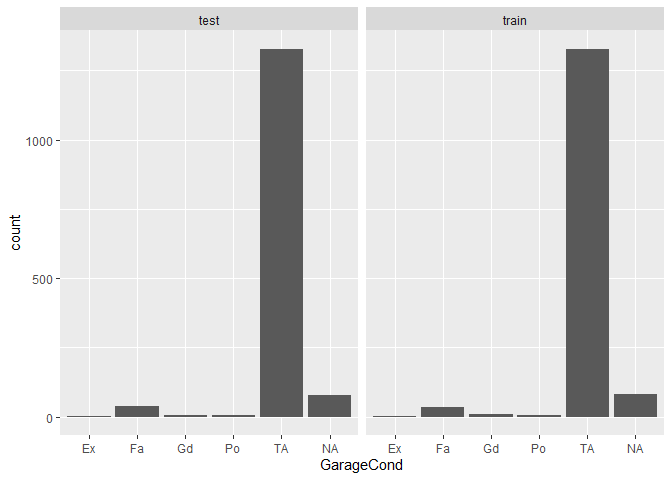 test train
1000
count
500
0
Ex Fa Gd Po TA NA Ex Fa Gd Po TA NA
GarageCond